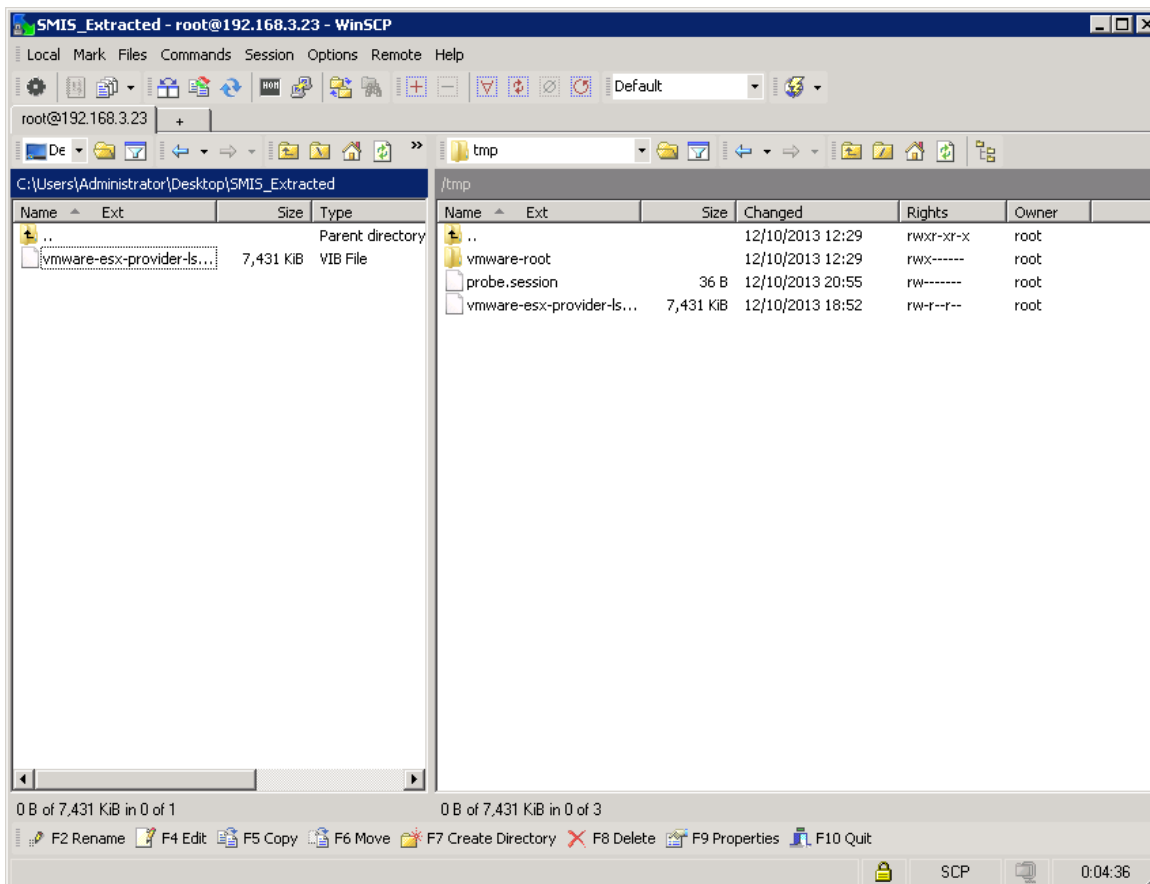 SMIS_Extracted - root@192.168.3.23 - WinSCP
Local Mark Files Commands Session Options Remote Help
Default
root@192.168.3.23 +
De » tmp
C:\Users\Administrator\Desktop\SMIS_Extracted /tmp
Name Ext Size Type Name Ext Size Changed Rights Owner
.. Parent directory .. 12/10/2013 12:29 rwxr-xr-x root
vmware-esx-provider-ls... 7,431 KiB VIB File vmware-root 12/10/2013 12:29 rwx------ root
probe.session 36 B 12/10/2013 20:55 rw------- root
vmware-esx-provider-ls... 7,431 KiB 12/10/2013 18:52 rw-r--r-- root
0 B of 7,431 KiB in 0 of 1 0 B of 7,431 KiB in 0 of 3
F2 Rename F4 Edit F5 Copy F6 Move F7 Create Directory F8 Delete F9 Properties F10 Quit
SCP 0:04:36